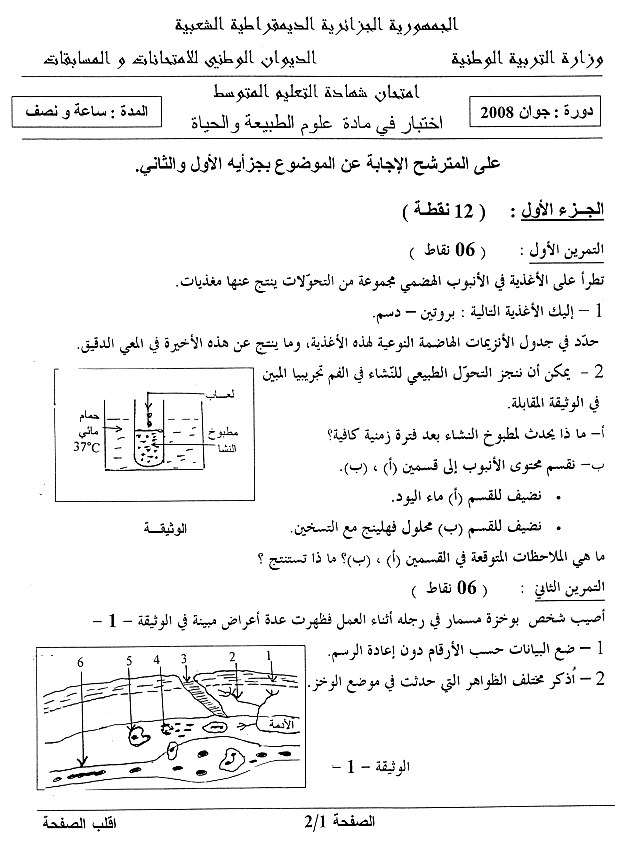 الجمهورية الجزائرية الديمقراطية الشعبية
وزارة التربية الوطنية الديوان الوطني للامتحانات و المسابقات
امتحان شهادة التعليم المتوسط
دورة : جوان 2008 اختبار في مادة علوم الطبيعة والحياة المدة : ساعة و نصف
على المترشح الإجابة عن الموضوع بجزأيه الأول والثاني.
الجـزء الأول : ( 12 نقطة )
التمرين الأول : ( 06 نقاط )
تطرأ على الأغذية في الأنبوب الهضمي مجموعة من التحوّلات ينتج عنها مغذيات.
1 – إليك الأغذية التالية : بروتين – دسم.
حدّد في جدول الأنزيمات الهاضمة النوعية لهذه الأغذية، وما ينتج عن هذه الأخيرة في المعي الدقيق.
2 - يمكن أن ننجز التحوّل الطبيعي للنّشاء في الفم تجريبيا المبين
في الوثيقة المقابلة.
لعــاب
حمام
مائي
37°C
مطبوخ
النشا
أ- ما ذا يحدث لمطبوخ النشاء بعد فترة زمنية كافية؟
ب- نقسم محتوى الأنبوب إلى قسمين (أ) ، (ب).
• نضيف للقسم (أ) ماء اليود.
• نضيف للقسم (ب) محلول فهلينج مع التسخين.
الوثيقــة
ما هي الملاحظات المتوقعة في القسمين (أ) ، (ب)؟ ما ذا تستنتج ؟
التمرين الثاني : ( 06 نقاط )
أصيب شخص بوخزة مسمار في رجله أثناء العمل فظهرت عدة أعراض مبينة في الوثيقة – 1 –
1 – ضع البيانات حسب الأرقام دون إعادة الرسم.
2 – أذكر مختلف الظواهر التي حدثت في موضع الوخز.
6 5 4 3 2 1
الأئمة
الوثيقة – 1 –
الصفحة 2/1 اقلب الصفحة